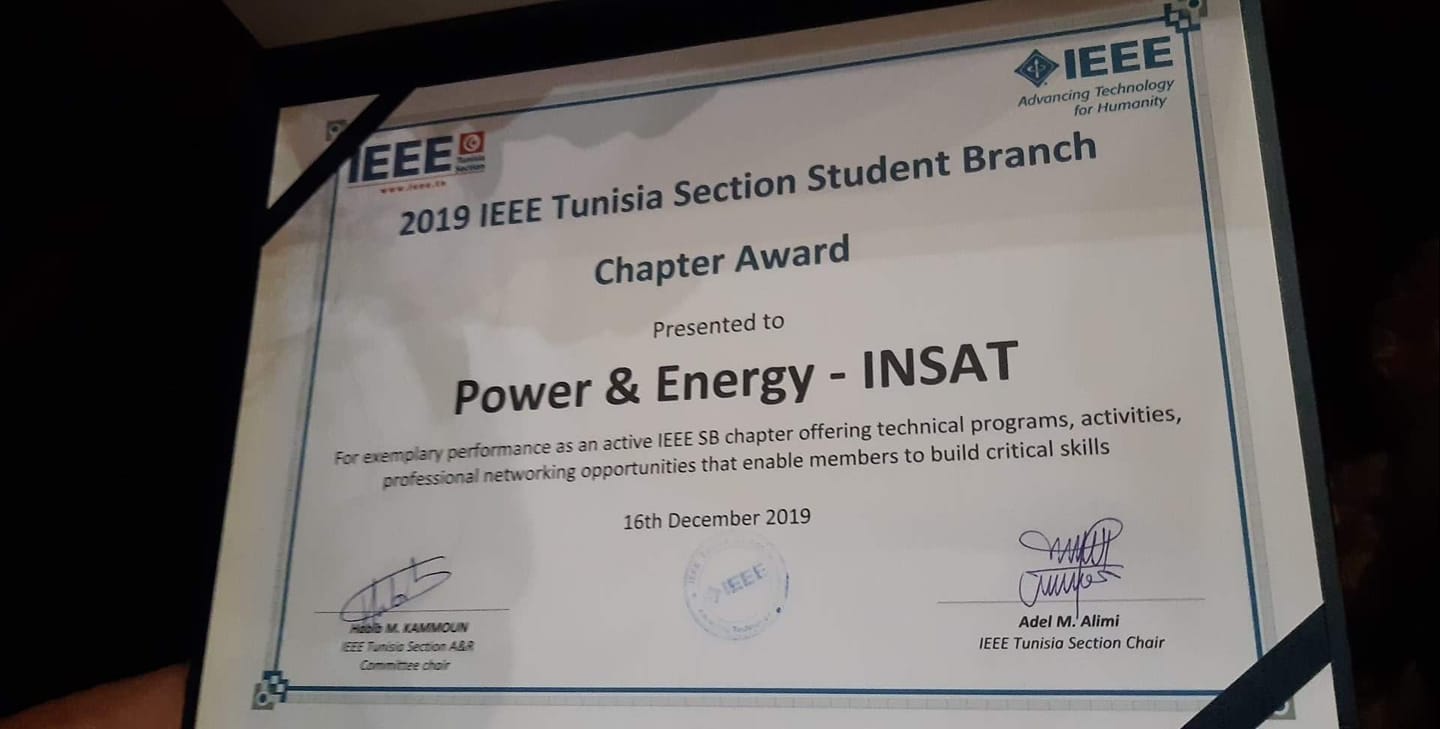 IEEE
Tunisia
Section
www.ieee.tn
IEEE
Advancing Technology
for Humanity
2019 IEEE Tunisia Section Student Branch
Chapter Award
Presented to
Power & Energy - INSAT
For exemplary performance as an active IEEE SB chapter offering technical programs, activities,
professional networking opportunities that enable members to build critical skills
16th December 2019
IEEE
Habib M. KAMMOUN
IEEE Tunisia Section A&R
Committee chair
Adel M. Alimi
IEEE Tunisia Section Chair